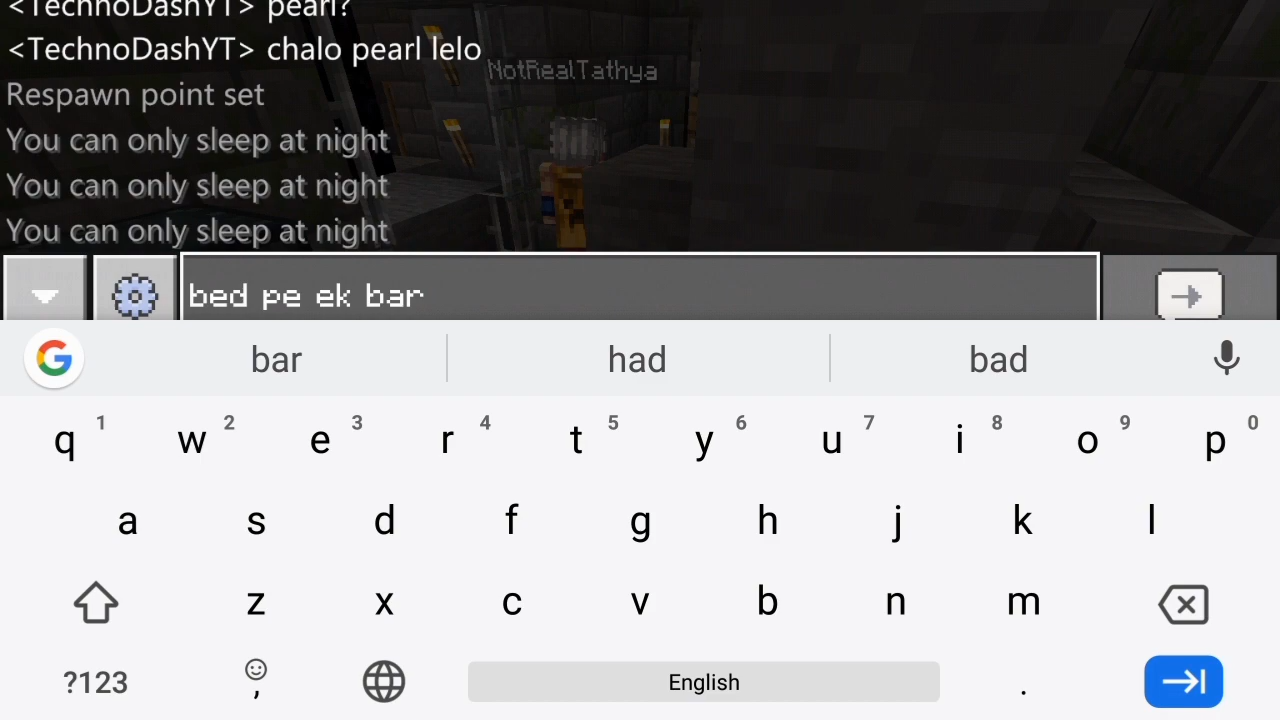 <TechnoDashYT> pearl?
<TechnoDashYT> chalo pearl lelo
NotRealTathya
Respawn point set
You can only sleep at night
You can only sleep at night
You can only sleep at night
bed pe ek bar
bar had bad
q 1 w 2 e 3 r 4 t 5 y 6 u 7 i 8 o 9 p 0
a s d f g h j k l
z x c v b n m
?123 , English .